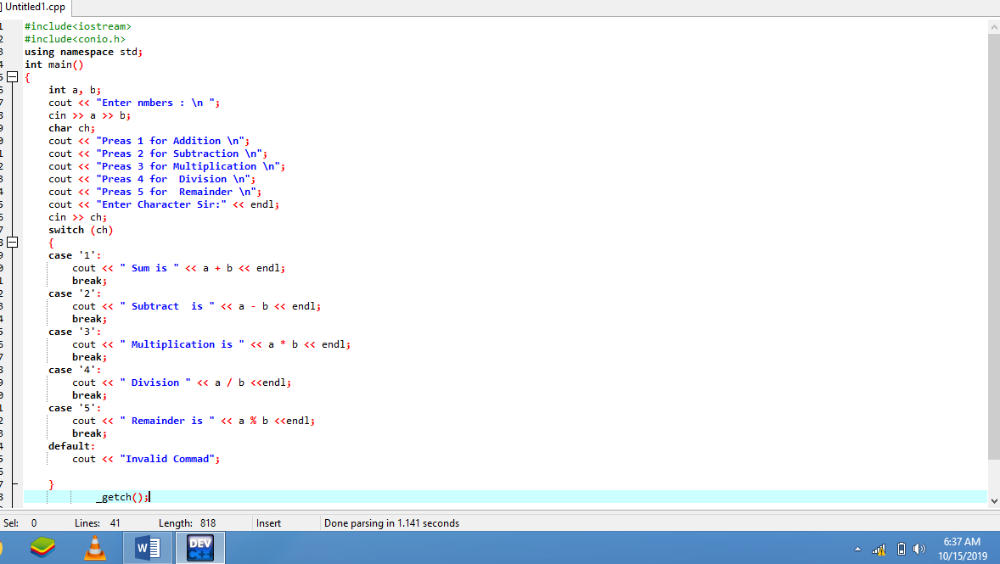 Untitled1.cpp
#include<iostream>
#include<conio.h>
using namespace std;
int main()
{
int a, b;
cout << "Enter nmbers : \n ";
cin >> a >> b;
char ch;
cout << "Preas 1 for Addition \n";
cout << "Preas 2 for Subtraction \n";
cout << "Preas 3 for Multiplication \n";
cout << "Preas 4 for  Division \n";
cout << "Preas 5 for  Remainder \n";
cout << "Enter Character Sir:" << endl;
cin >> ch;
switch (ch)
{
case '1':
cout << " Sum is " << a + b << endl;
break;
case '2':
cout << " Subtract  is " << a - b << endl;
break;
case '3':
cout << " Multiplication is " << a * b << endl;
break;
case '4':
cout << " Division " << a / b <<endl;
break;
case '5':
cout << " Remainder is " << a % b <<endl;
break;
default:
cout << "Invalid Commad";
}
_getch();
Sel: 0 Lines: 41 Length: 818 Insert Done parsing in 1.141 seconds
W DEV C++ 6:37 AM
10/15/2019